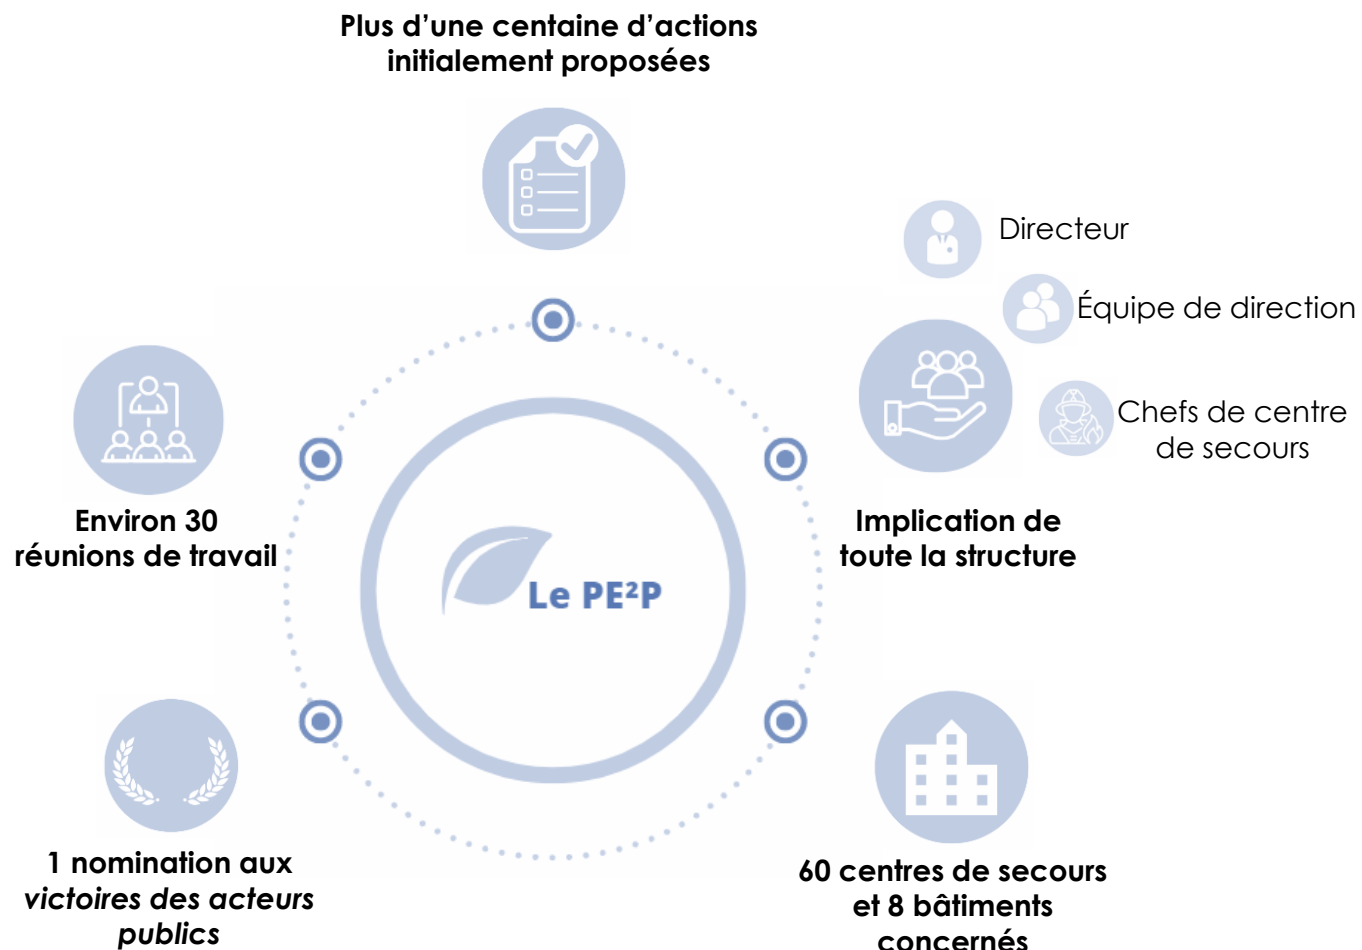 Plus d’une centaine d’actions
initialement proposées
Directeur
Équipe de direction
Chefs de centre
de secours
Environ 30
réunions de travail
Implication de
toute la structure
Le PE²P
1 nomination aux
victoires des acteurs
publics
60 centres de secours
et 8 bâtiments
concernés